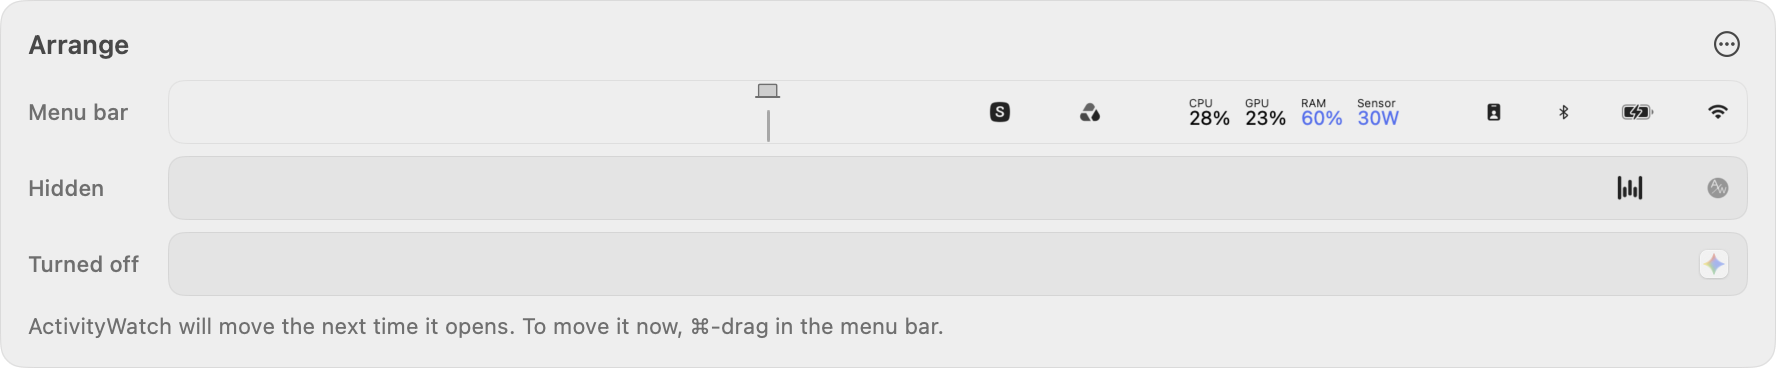 Arrange
Menu bar
S
CPU GPU RAM Sensor
28% 23% 60% 30W
Hidden
AW
Turned off
ActivityWatch will move the next time it opens. To move it now, ⌘-drag in the menu bar.